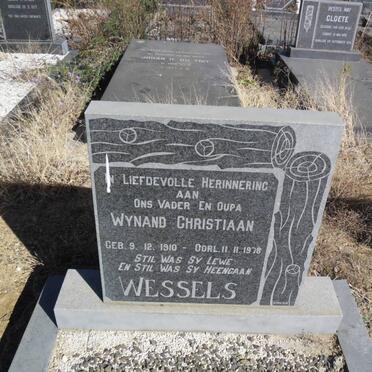 CLOETE
IN LIEFDEVOLLE HERINNERING
AAN
ONS VADER EN OUPA
WYNAND CHRISTIAAN
GEB. 9. 12. 1910 - OORL. 11. 11. 1978
STIL WAS SY LEWE
EN STIL WAS SY HEENGAAN
WESSELS